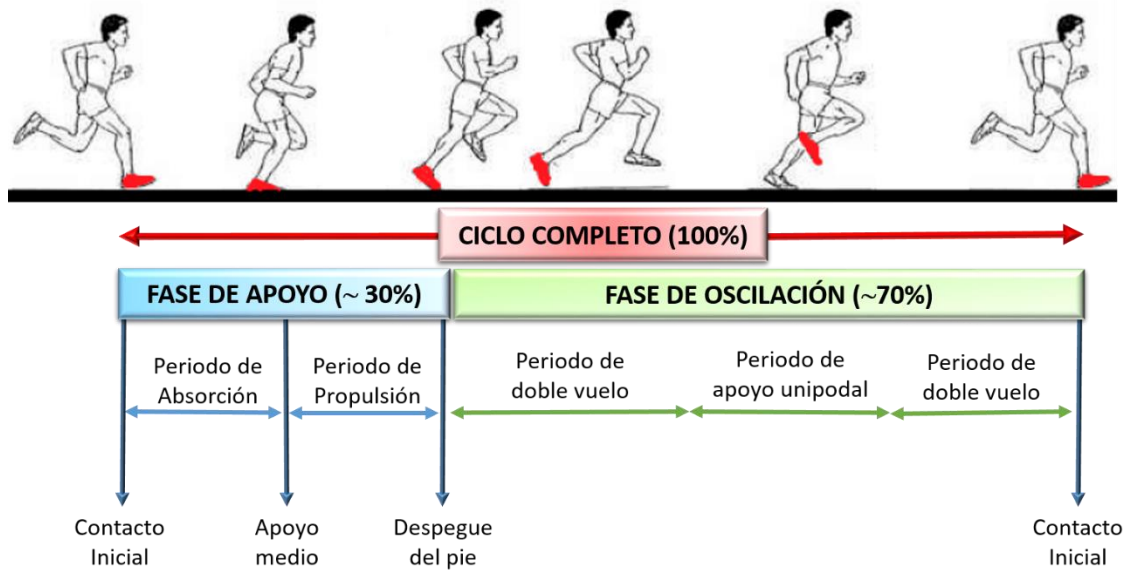 CICLO COMPLETO (100%)
FASE DE APOYO (~ 30%)
FASE DE OSCILACIÓN (~70%)
Periodo de
Absorción
Periodo de
Propulsión
Periodo de
doble vuelo
Periodo de
apoyo unipodal
Periodo de
doble vuelo
Contacto
Inicial
Apoyo
medio
Despegue
del pie
Contacto
Inicial